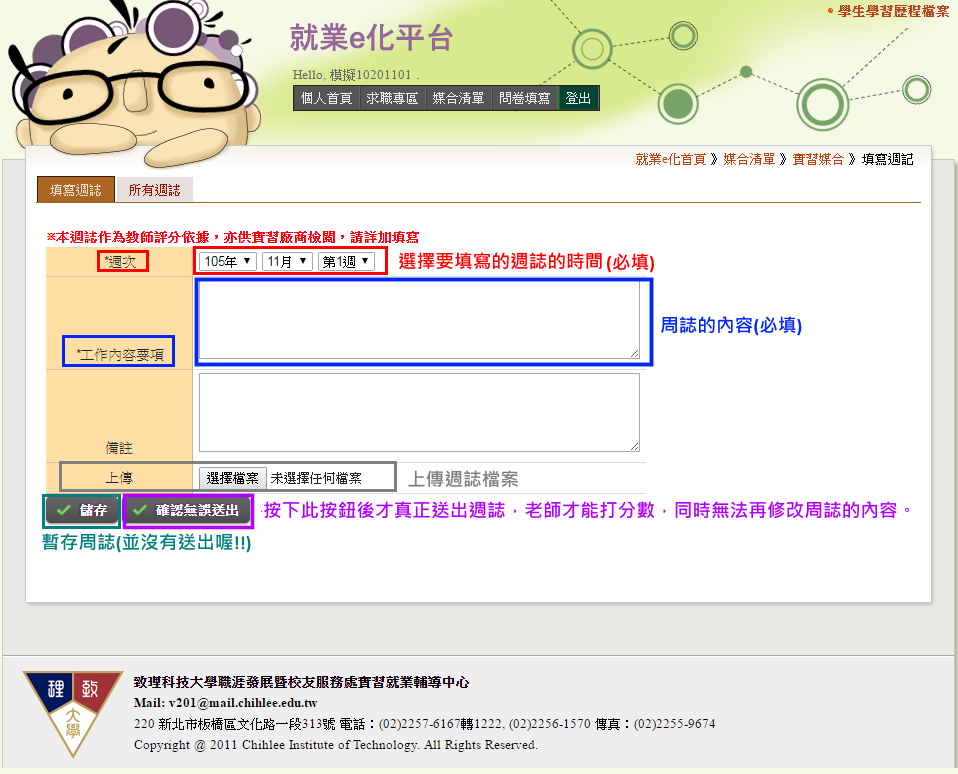 • 學生學習歷程檔案
就業e化平台
Hello, 模擬10201101 .
個人首頁 求職專區 媒合清單 問卷填寫 登出
就業e化首頁 》 媒合清單 》 實習媒合 》 填寫週記
填寫週誌 所有週誌
※本週誌作為教師評分依據，亦供實習廠商檢閱，請詳加填寫
*週次 105年 ▼ 11月 ▼ 第1週 ▼ 選擇要填寫的週誌的時間(必填)
周誌的內容(必填)
*工作內容要項
備註
上傳 選擇檔案 未選擇任何檔案 上傳週誌檔案
儲存 確認無誤送出 按下此按鈕後才真正送出週誌，老師才能打分數，同時無法再修改周誌的內容。
暫存周誌(並沒有送出喔!!)
理 致
大
學
致理科技大學職涯發展暨校友服務處實習就業輔導中心
Mail: v201@mail.chihlee.edu.tw
220 新北市板橋區文化路一段313號 電話：(02)2257-6167轉1222, (02)2256-1570 傳真：(02)2255-9674
Copyright @ 2011 Chihlee Institute of Technology. All Rights Reserved.